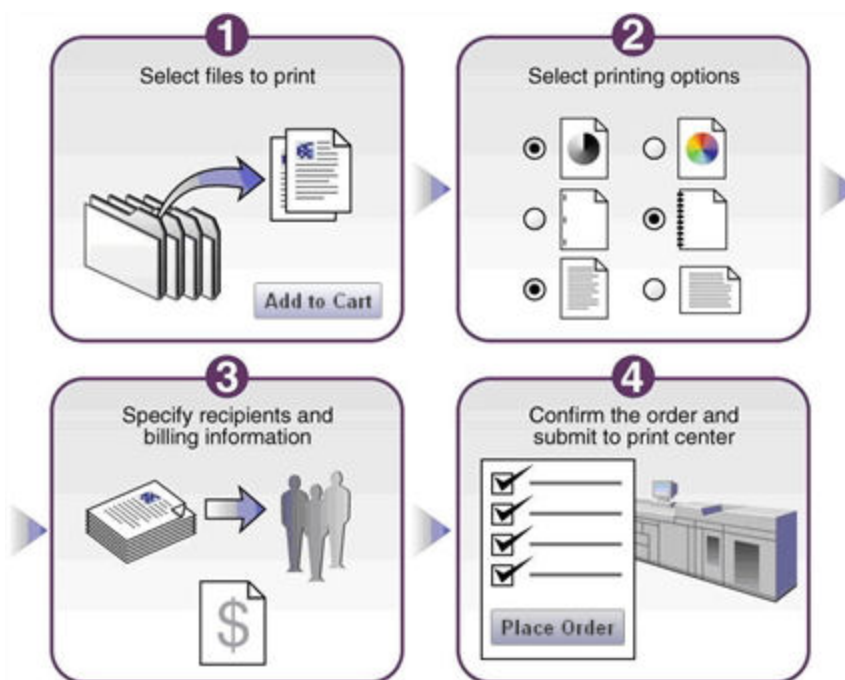 1
Select files to print
Add to Cart
2
Select printing options
3
Specify recipients and
billing information
$
4
Confirm the order and
submit to print center
Place Order